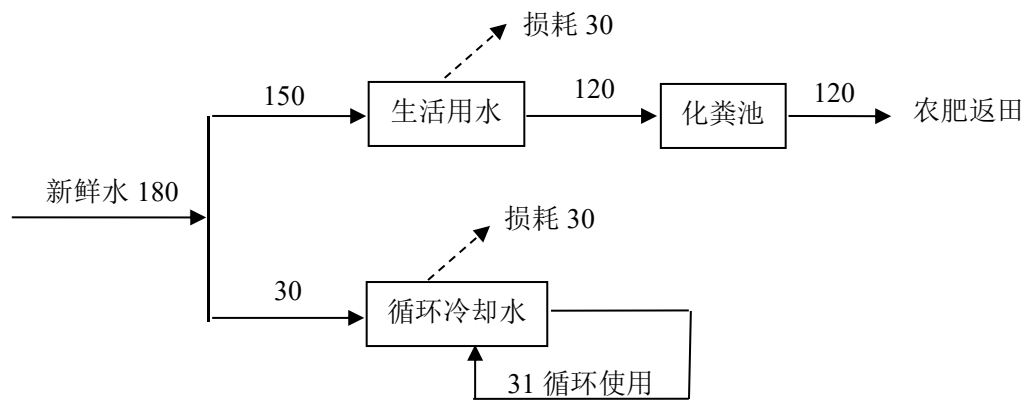 损耗 30
150
生活用水
120
化粪池
120
农肥返田
新鲜水 180
损耗 30
30
循环冷却水
31 循环使用